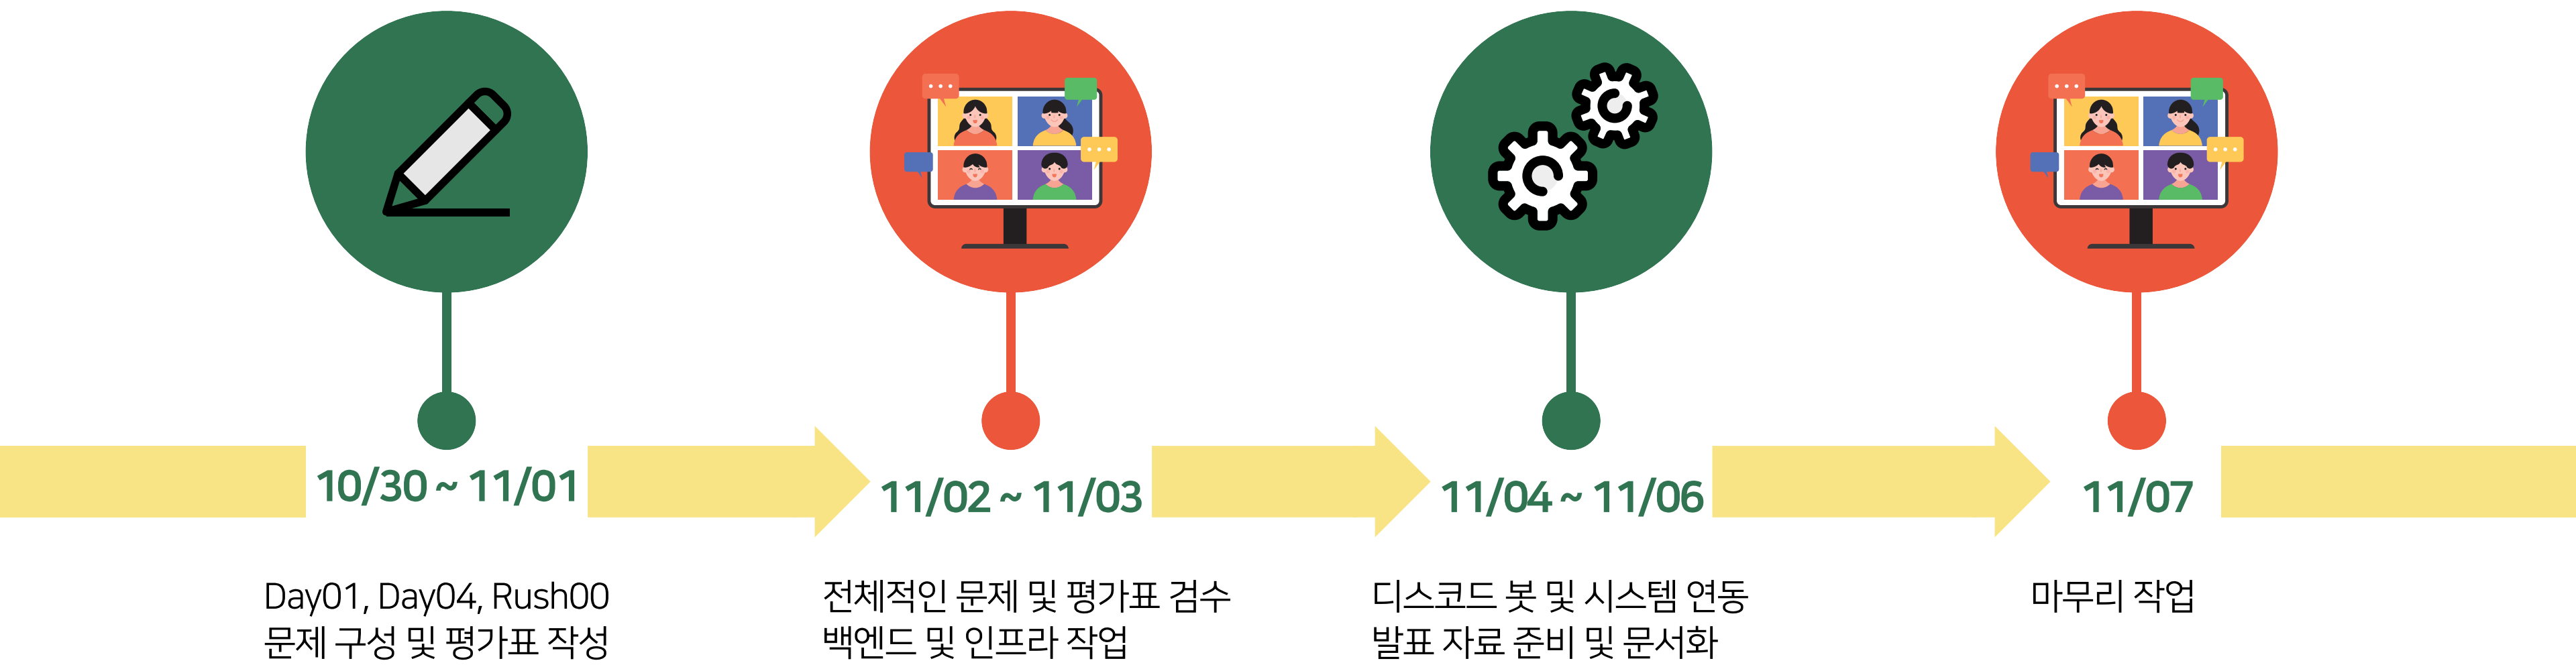 10/30 ~ 11/01
Day01, Day04, Rush00
문제 구성 및 평가표 작성
11/02 ~ 11/03
전체적인 문제 및 평가표 검수
백엔드 및 인프라 작업
11/04 ~ 11/06
디스코드 봇 및 시스템 연동
발표 자료 준비 및 문서화
11/07
마무리 작업